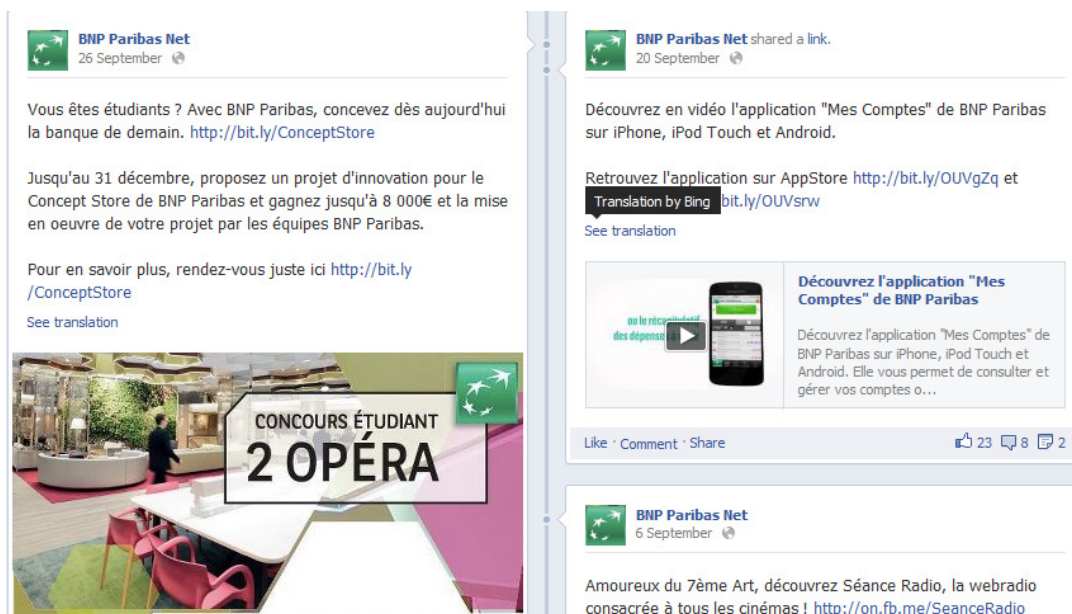 BNP Paribas Net
26 September
Vous êtes étudiants ? Avec BNP Paribas, concevez dès aujourd'hui
la banque de demain. http://bit.ly/ConceptStore
Jusqu'au 31 décembre, proposez un projet d'innovation pour le
Concept Store de BNP Paribas et gagnez jusqu'à 8 000€ et la mise
en oeuvre de votre projet par les équipes BNP Paribas.
Pour en savoir plus, rendez-vous juste ici http://bit.ly
/ConceptStore
See translation
CONCOURS ÉTUDIANT
2 OPÉRA
BNP Paribas Net shared a link.
20 September
Découvrez en vidéo l'application "Mes Comptes" de BNP Paribas
sur iPhone, iPod Touch et Android.
Retrouvez l'application sur AppStore http://bit.ly/OUVgZq et
Translation by Bing bit.ly/OUVsrw
See translation
ou le récapitulatif
des dépenses
Découvrez l'application "Mes
Comptes" de BNP Paribas
Découvrez l'application "Mes Comptes" de
BNP Paribas sur iPhone, iPod Touch et
Android. Elle vous permet de consulter et
gérer vos comptes o...
Like · Comment · Share 23 8 2
BNP Paribas Net
6 September
Amoureux du 7ème Art, découvrez Séance Radio, la webradio
consacrée à tous les cinémas ! http://on.fb.me/SeanceRadio